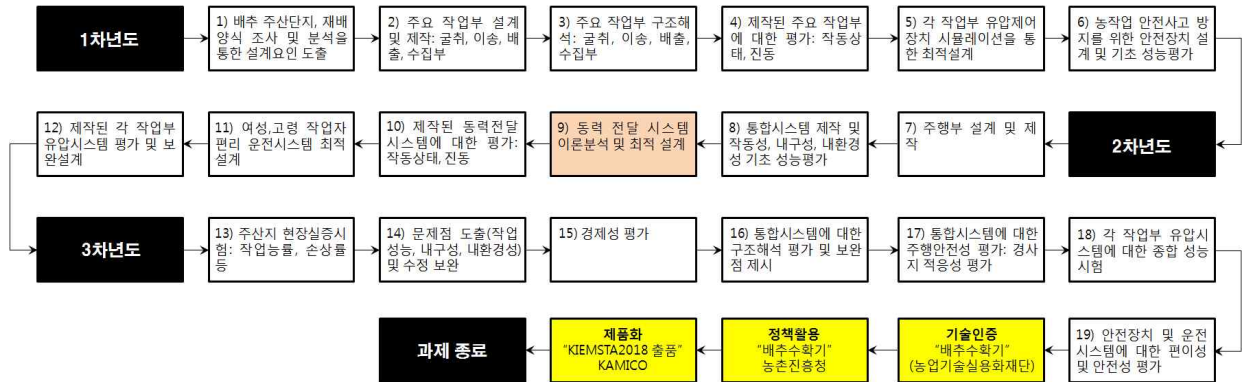 1차년도
1) 배추 주산단지, 재배
양식 조사 및 분석을
통한 설계요인 도출
2) 주요 작업부 설계
및 제작: 굴취, 이송, 배
출, 수집부
3) 주요 작업부 구조해
석: 굴취, 이송, 배출,
수집부
4) 제작된 주요 작업부
에 대한 평가: 작동상
태, 진동
5) 각 작업부 유압제어
장치 시뮬레이션을 통
한 최적설계
6) 농작업 안전사고 방
지를 위한 안전장치 설
계 및 기초 성능평가
2차년도
7) 주행부 설계 및 제
작
8) 통합시스템 제작 및
작동성, 내구성, 내환경
성 기초 성능평가
9) 동력 전달 시스템
이론분석 및 최적 설계
10) 제작된 동력전달
시스템에 대한 평가:
작동상태, 진동
11) 여성,고령 작업자
편리 운전시스템 최적
설계
12) 제작된 각 작업부
유압시스템 평가 및 보
완설계
3차년도
13) 주산지 현장실증시
험: 작업능률, 손상률
등
14) 문제점 도출(작업
성능, 내구성, 내환경성)
및 수정 보완
15) 경제성 평가
16) 통합시스템에 대한
구조해석 평가 및 보완
점 제시
17) 통합시스템에 대한
주행안전성 평가: 경사
지 적응성 평가
18) 각 작업부 유압시
스템에 대한 종합 성능
시험
19) 안전장치 및 운전
시스템에 대한 편이성
및 안전성 평가
기술인증
"배추수확기"
(농업기술실용화재단)
정책활용
"배추수확기"
농촌진흥청
제품화
"KIEMSTA2018 출품"
KAMICO
과제 종료